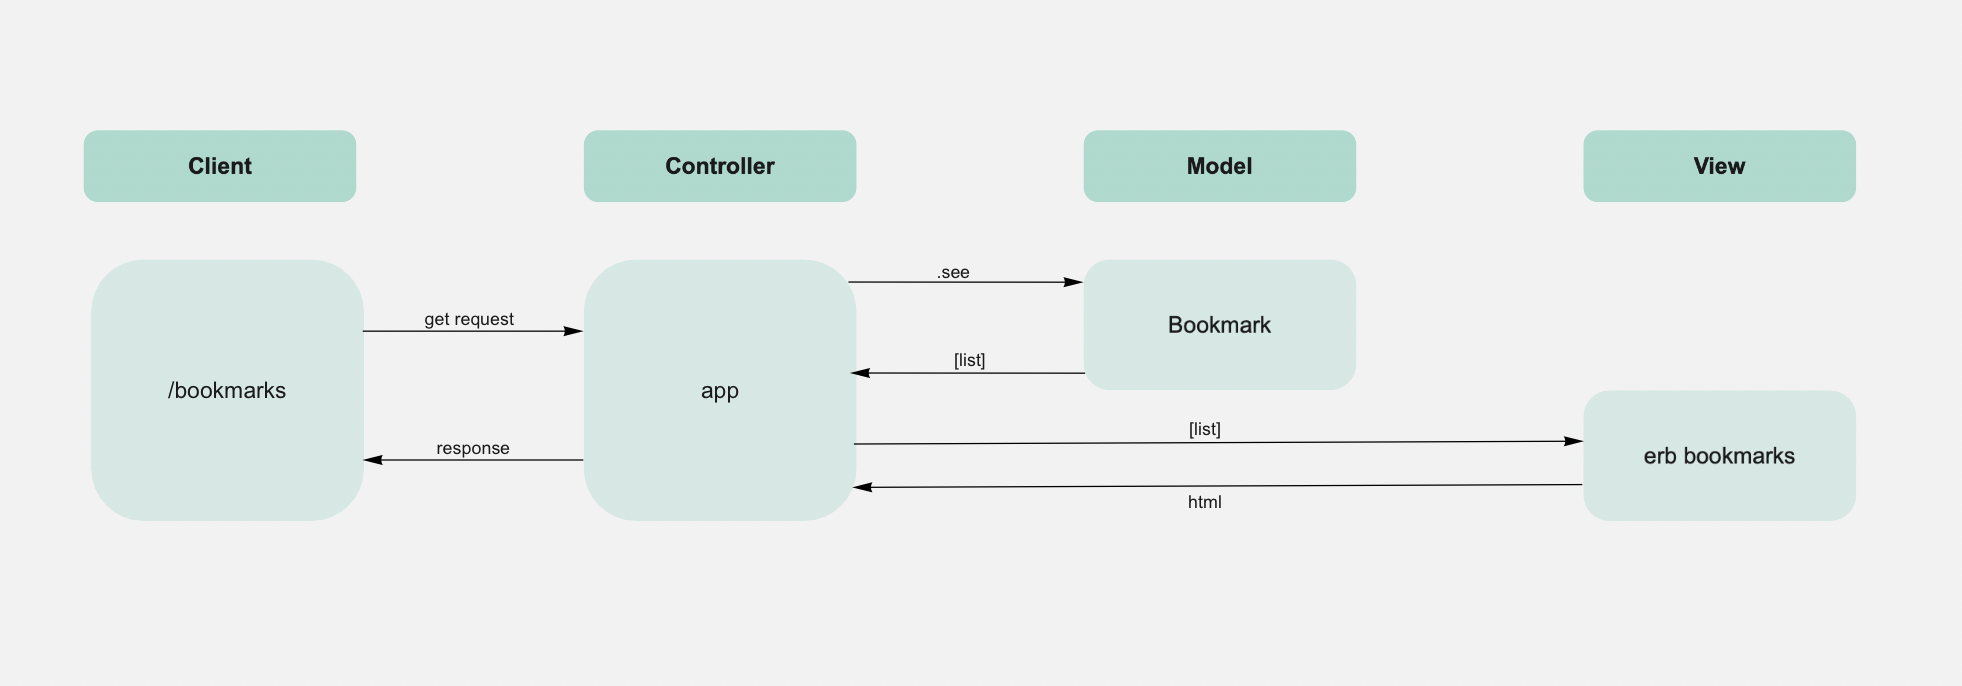 Client
Controller
Model
View
.see
get request
Bookmark
[list]
/bookmarks
app
[list]
response
erb bookmarks
html